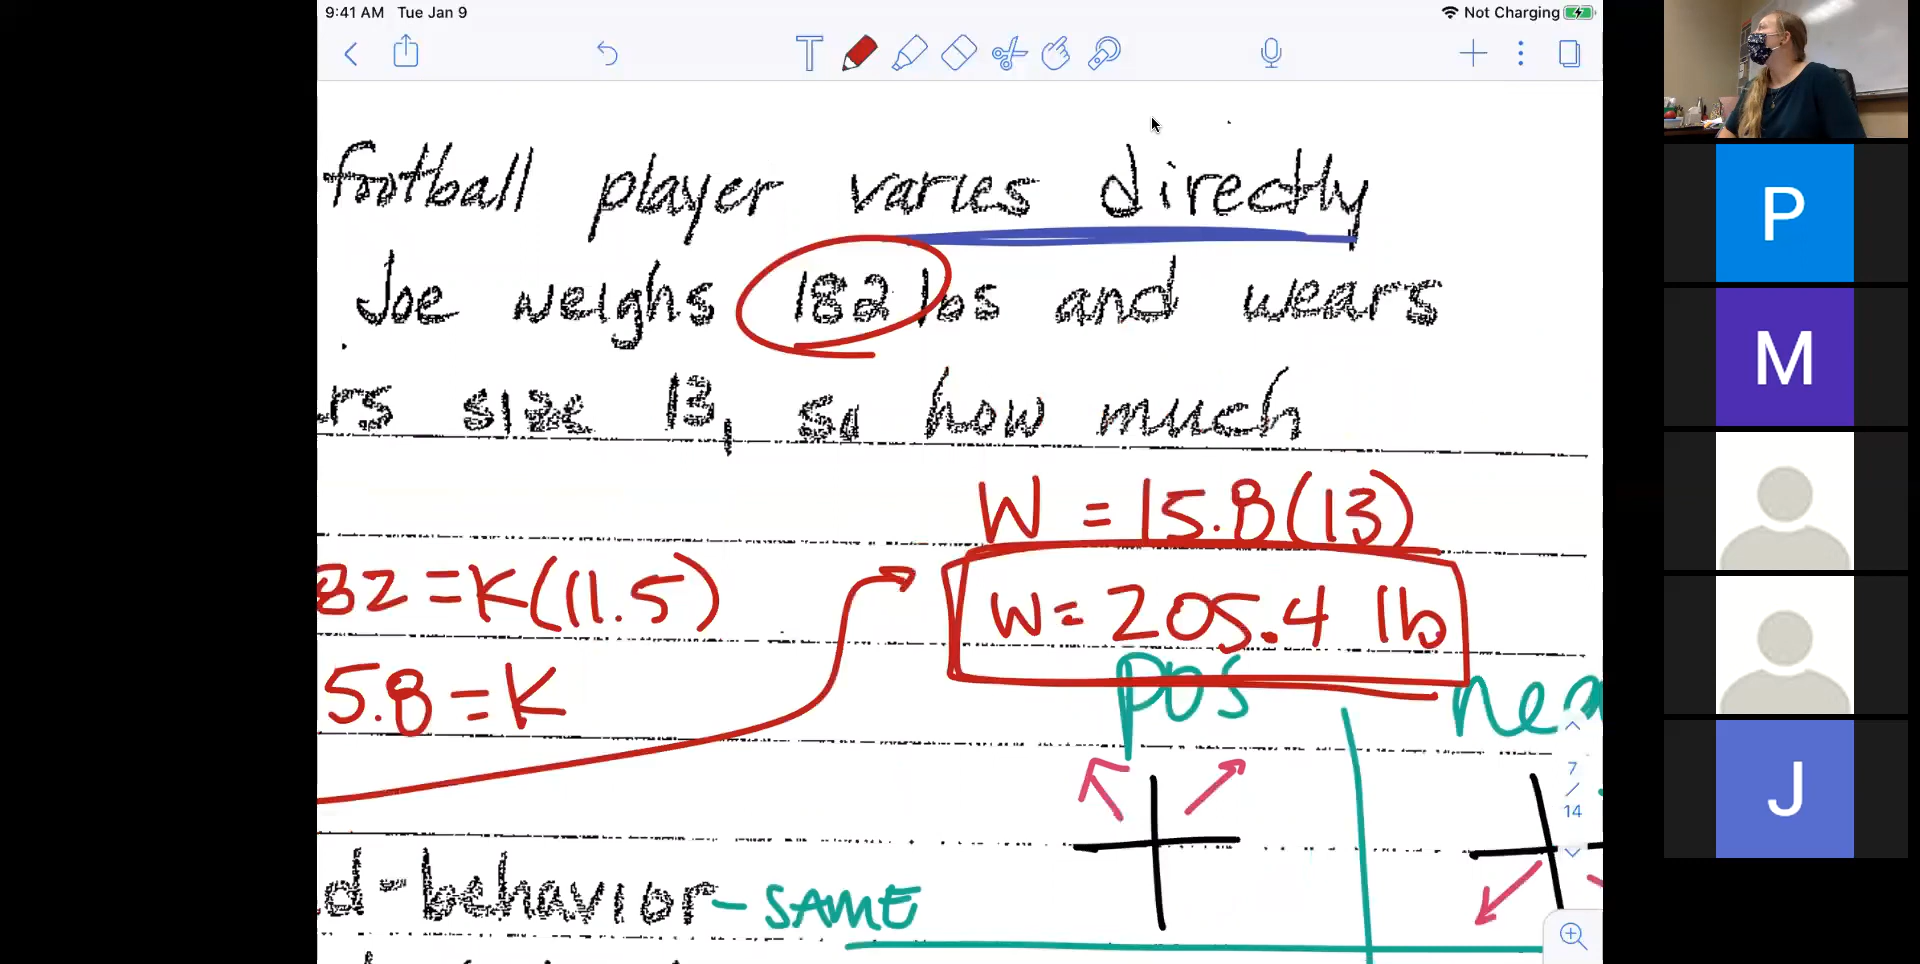 9:41 AM Tue Jan 9
Not Charging
T
football player varies directly
Joe weighs 182 lbs and wears
rs size 13, so how much
W = 15.8(13)
82 = K(11.5)
W = 205.4 lb
5.8 = K
pos
7
/
14
d-behavior - SAME
P
M
J